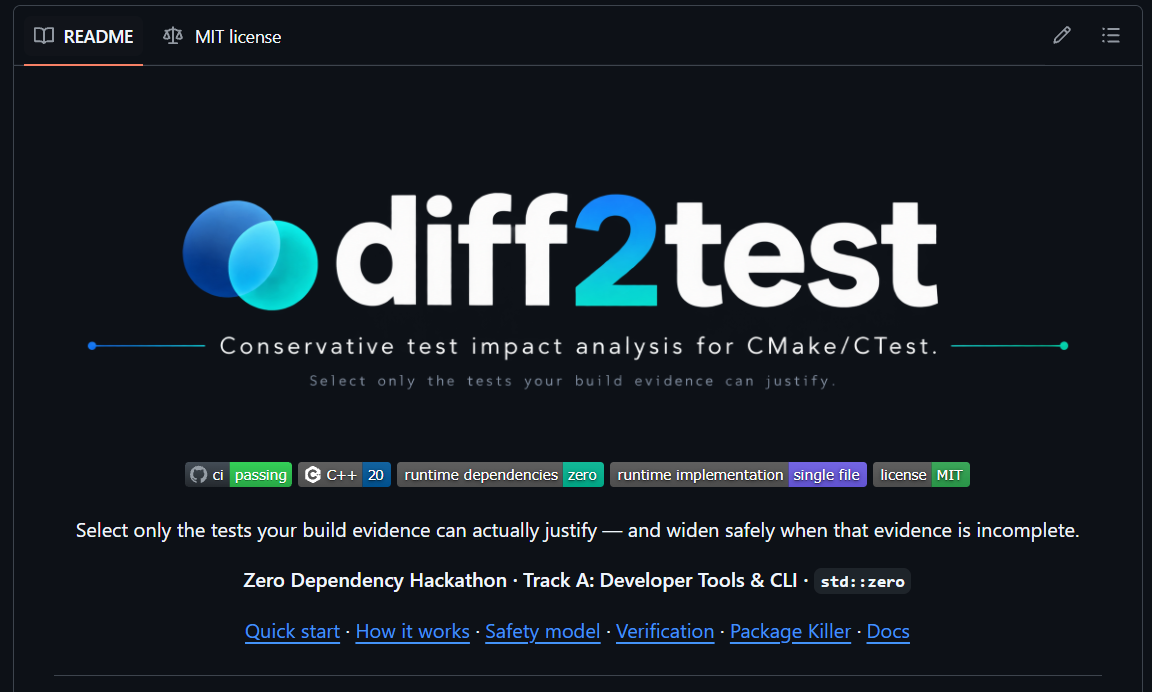 README MIT license
diff2test
Conservative test impact analysis for CMake/CTest.
Select only the tests your build evidence can justify.
ci passing C++ 20 runtime dependencies zero runtime implementation single file license MIT
Select only the tests your build evidence can actually justify — and widen safely when that evidence is incomplete.
Zero Dependency Hackathon · Track A: Developer Tools & CLI · std::zero
Quick start · How it works · Safety model · Verification · Package Killer · Docs